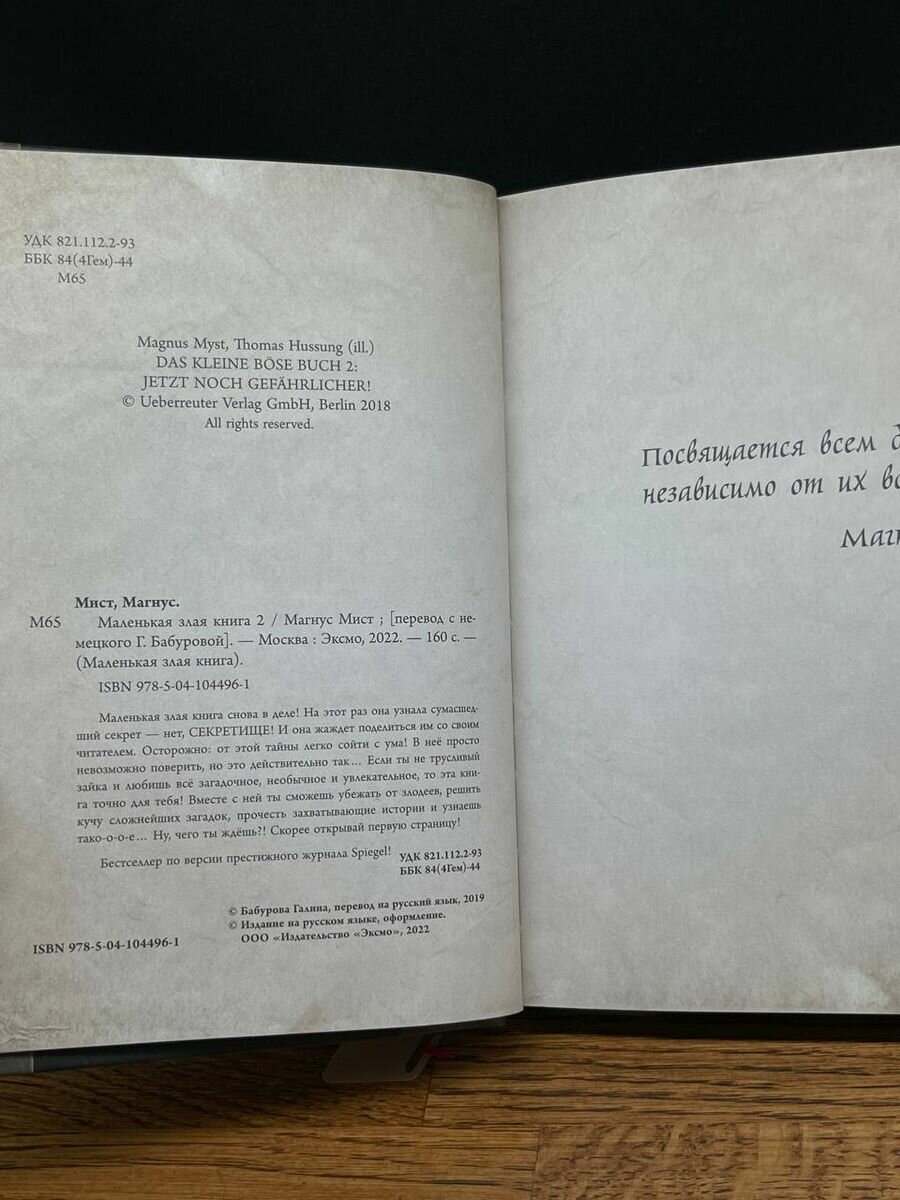 УДК 821.112.2-93
ББК 84(4Гем)-44
М65
Magnus Myst, Thomas Hussung (ill.)
DAS KLEINE BÖSE BUCH 2:
JETZT NOCH GEFÄHRLICHER!
© Ueberreuter Verlag GmbH, Berlin 2018
All rights reserved.
Мист, Магнус.
М65 Маленькая злая книга 2 / Магнус Мист ; [перевод с не-
мецкого Г. Бабуровой]. — Москва : Эксмо, 2022. — 160 с. —
(Маленькая злая книга).
ISBN 978-5-04-104496-1
Маленькая злая книга снова в деле! На этот раз она узнала сумасшед-
ший секрет — нет, СЕКРЕТИЩЕ! И она жаждет поделиться им со своим
читателем. Осторожно: от этой тайны легко сойти с ума! В неё просто
невозможно поверить, но это действительно так... Если ты не трусливый
зайка и любишь всё загадочное, необычное и увлекательное, то эта кни-
га точно для тебя! Вместе с ней ты сможешь убежать от злодеев, решить
кучу сложнейших загадок, прочесть захватывающие истории и узнаешь
тако-о-о-е... Ну, чего ты ждёшь?! Скорее открывай первую страницу!
Бестселлер по версии престижного журнала Spiegel!
УДК 821.112.2-93
ББК 84(4Гем)-44
© Бабурова Галина, перевод на русский язык, 2019
© Издание на русском языке, оформление.
ООО «Издательство «Эксмо», 2022
ISBN 978-5-04-104496-1
Посвящается всем
независимо от их